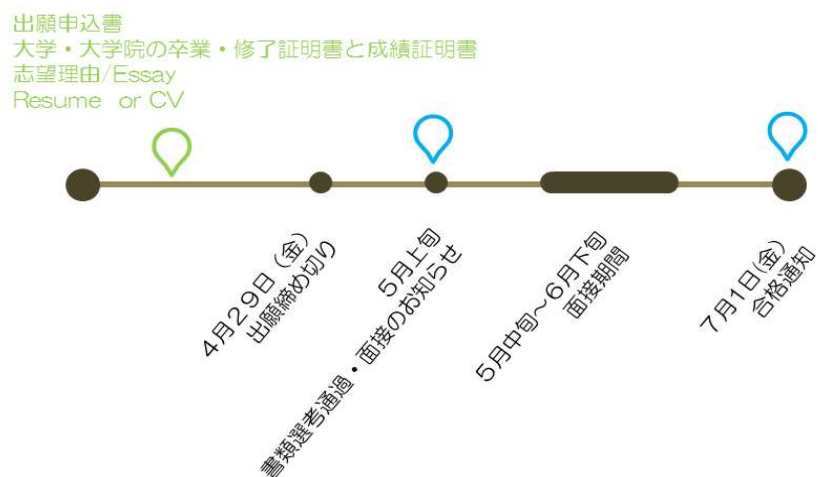 出願申込書
大学・大学院の卒業・修了証明書と成績証明書
志望理由/Essay
Resume or CV
4月29日（金）
出願締め切り
5月上旬
書類選考通過・面接のお知らせ
5月中旬～6月下旬
面接期間
7月1日(金)
合格通知